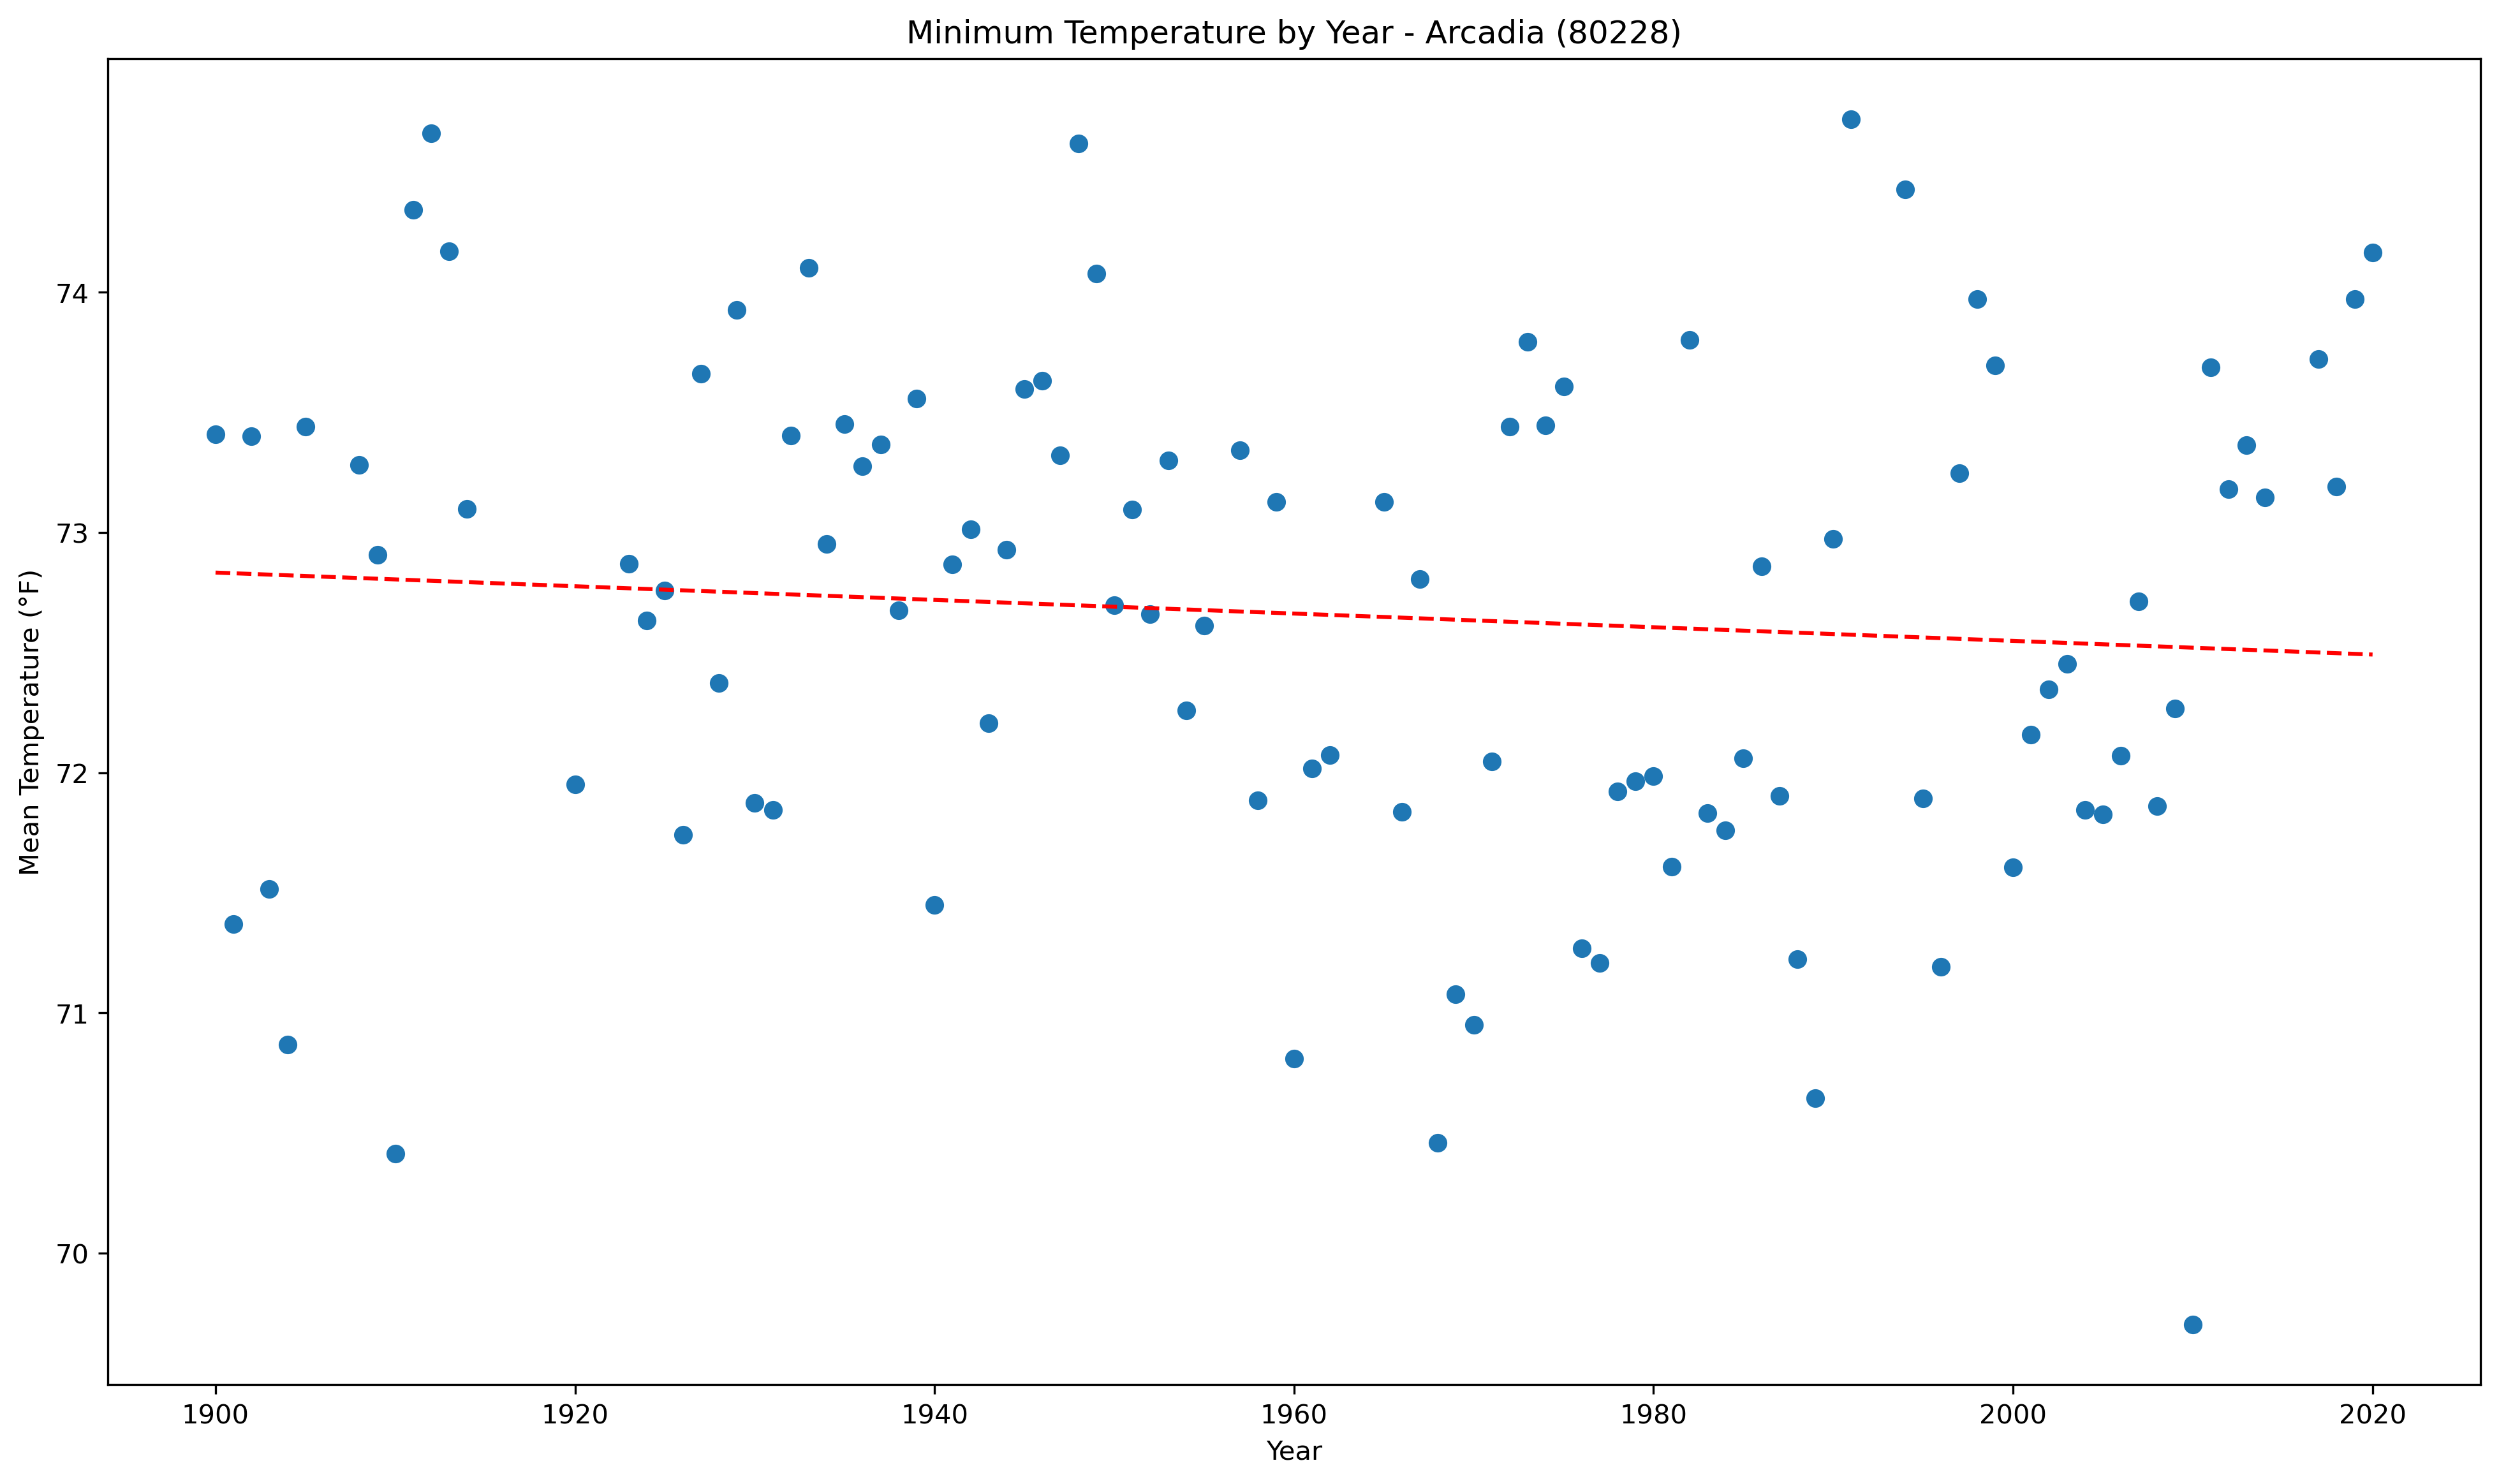 Minimum Temperature by Year - Arcadia (80228)
Mean Temperature (°F)
74
73
72
71
70
1900 1920 1940 1960 1980 2000 2020
Year